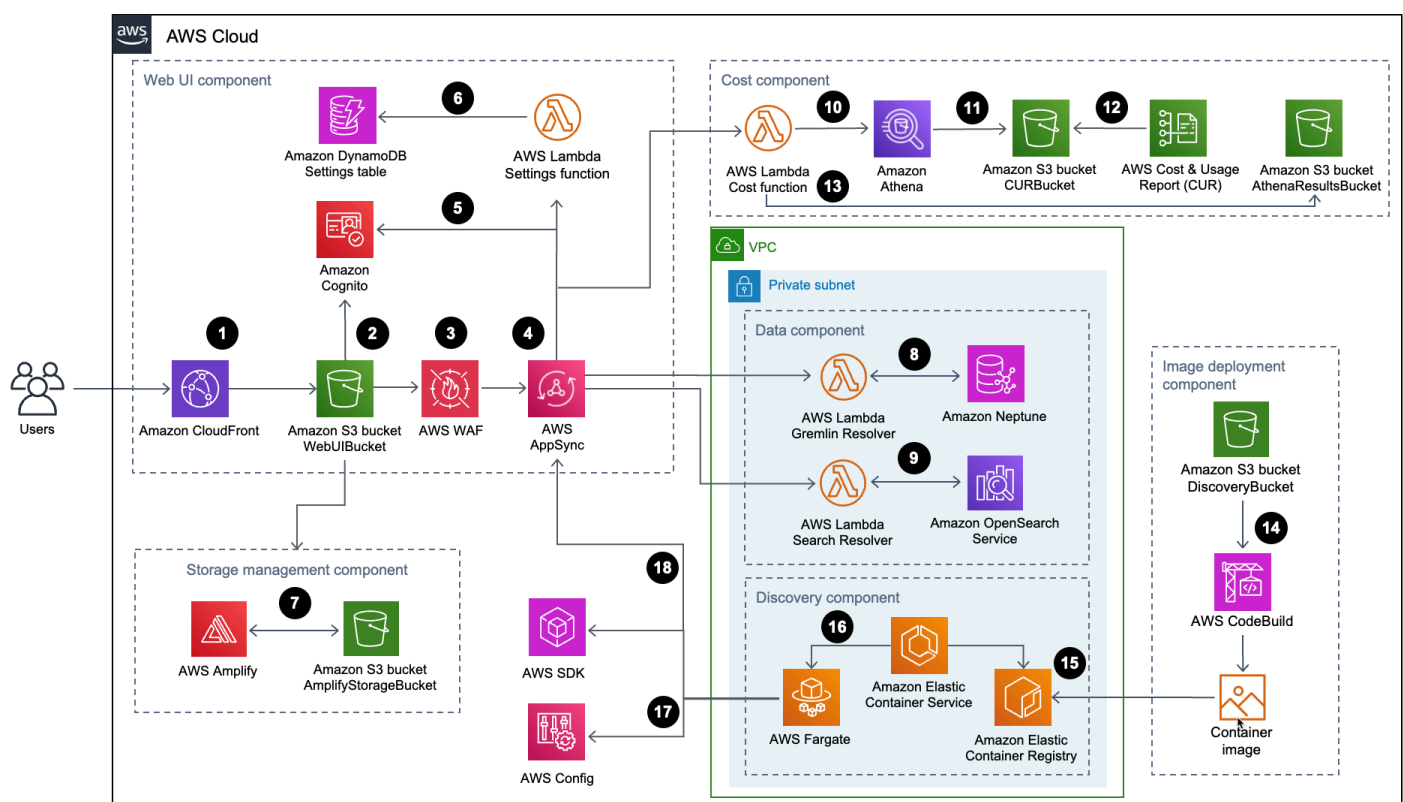 aws
AWS Cloud
Web UI component
6
Amazon DynamoDB
Settings table
AWS Lambda
Settings function
5
Amazon
Cognito
1
2
3
4
Users
Amazon CloudFront
Amazon S3 bucket
WebUIBucket
AWS WAF
AWS
AppSync
Cost component
10
11
12
AWS Lambda
Cost function
Amazon
Athena
Amazon S3 bucket
CURBucket
AWS Cost & Usage
Report (CUR)
Amazon S3 bucket
AthenaResultsBucket
13
VPC
Private subnet
Data component
8
AWS Lambda
Gremlin Resolver
Amazon Neptune
9
AWS Lambda
Search Resolver
Amazon OpenSearch
Service
Image deployment
component
Amazon S3 bucket
DiscoveryBucket
14
AWS CodeBuild
Container
image
Storage management component
7
AWS Amplify
Amazon S3 bucket
AmplifyStorageBucket
18
AWS SDK
17
AWS Config
Discovery component
16
Amazon Elastic
Container Service
15
AWS Fargate
Amazon Elastic
Container Registry